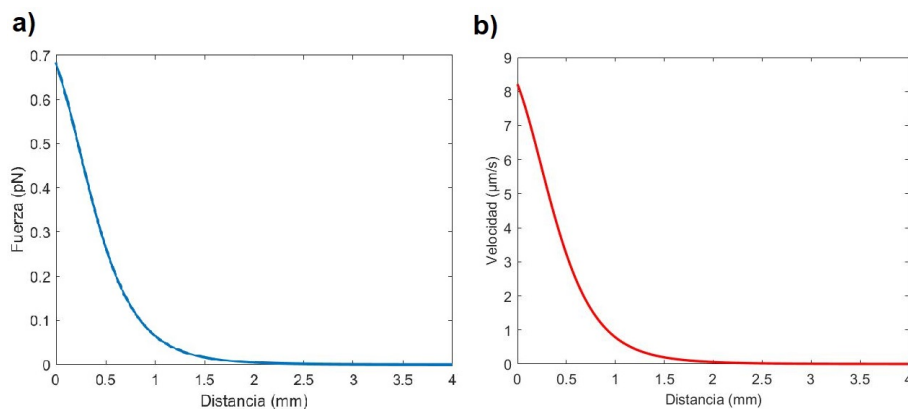 a)
Fuerza (pN)
0.7
0.6
0.5
0.4
0.3
0.2
0.1
0
0 0.5 1 1.5 2 2.5 3 3.5 4
Distancia (mm)
b)
Velocidad (μm/s)
9
8
7
6
5
4
3
2
1
0
0 0.5 1 1.5 2 2.5 3 3.5 4
Distancia (mm)